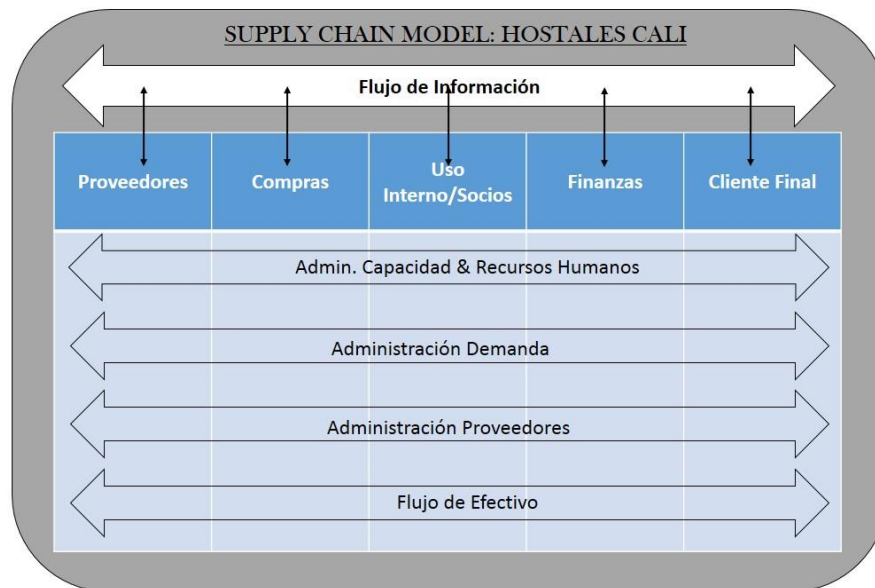 SUPPLY CHAIN MODEL: HOSTALES CALI
Flujo de Información
Proveedores
Compras
Uso
Interno/Socios
Finanzas
Cliente Final
Admin. Capacidad & Recursos Humanos
Administración Demanda
Administración Proveedores
Flujo de Efectivo